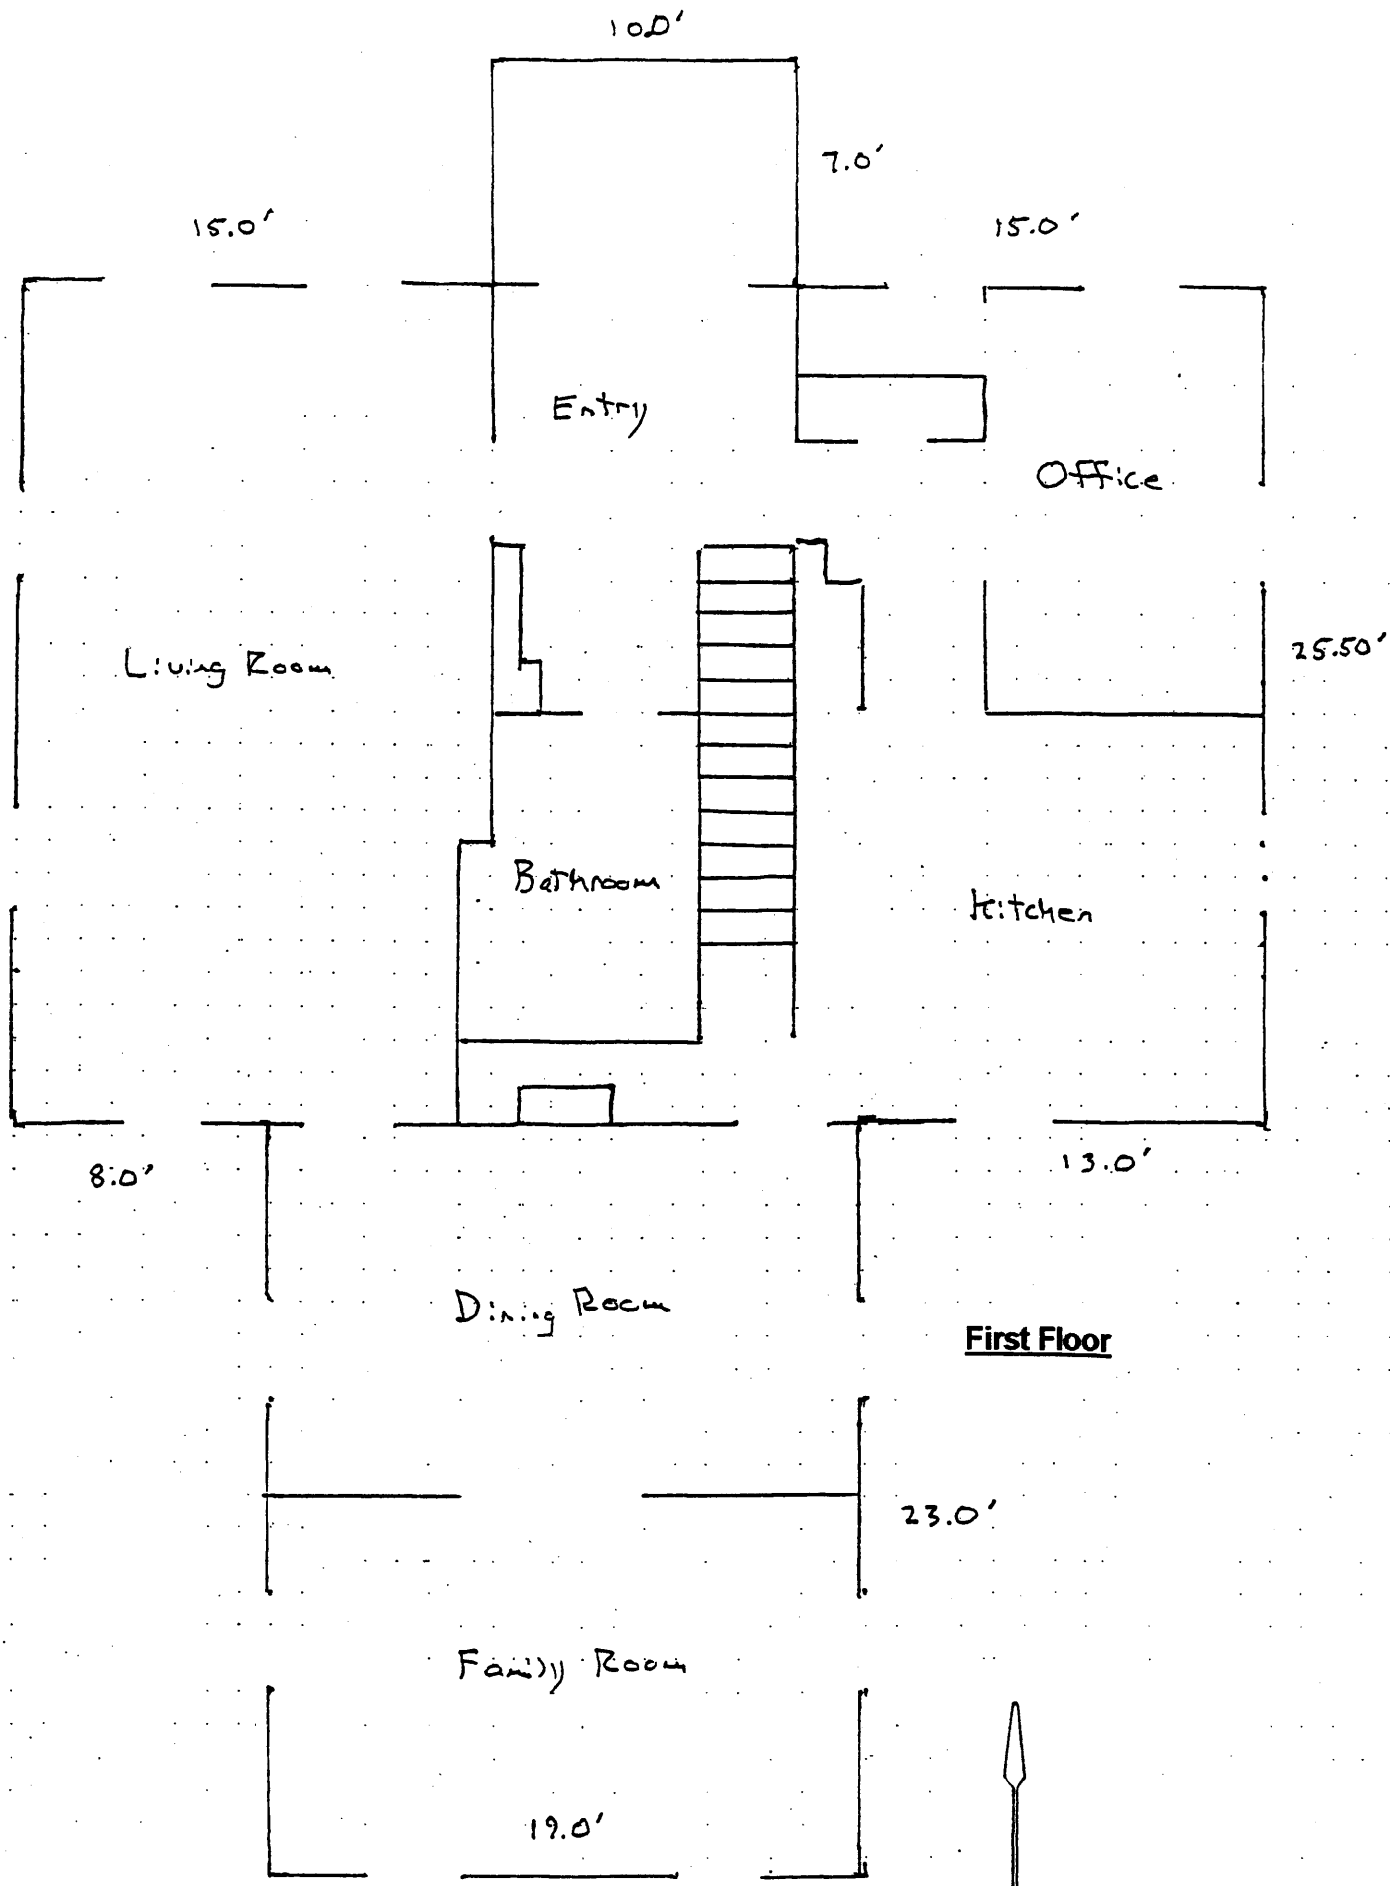 10.0'
7.0'
15.0'
15.0'
Entry
Office
Living Room
25.50'
Bathroom
Kitchen
8.0'
13.0'
Dining Room
First Floor
23.0'
Family Room
19.0'